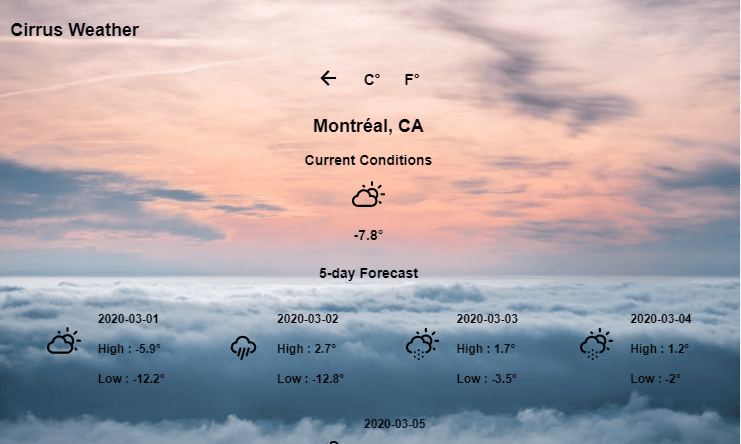 Cirrus Weather
C° F°
Montréal, CA
Current Conditions
-7.8°
5-day Forecast
2020-03-01
High : -5.9°
Low : -12.2°
2020-03-02
High : 2.7°
Low : -12.8°
2020-03-03
High : 1.7°
Low : -3.5°
2020-03-04
High : 1.2°
Low : -2°
2020-03-05